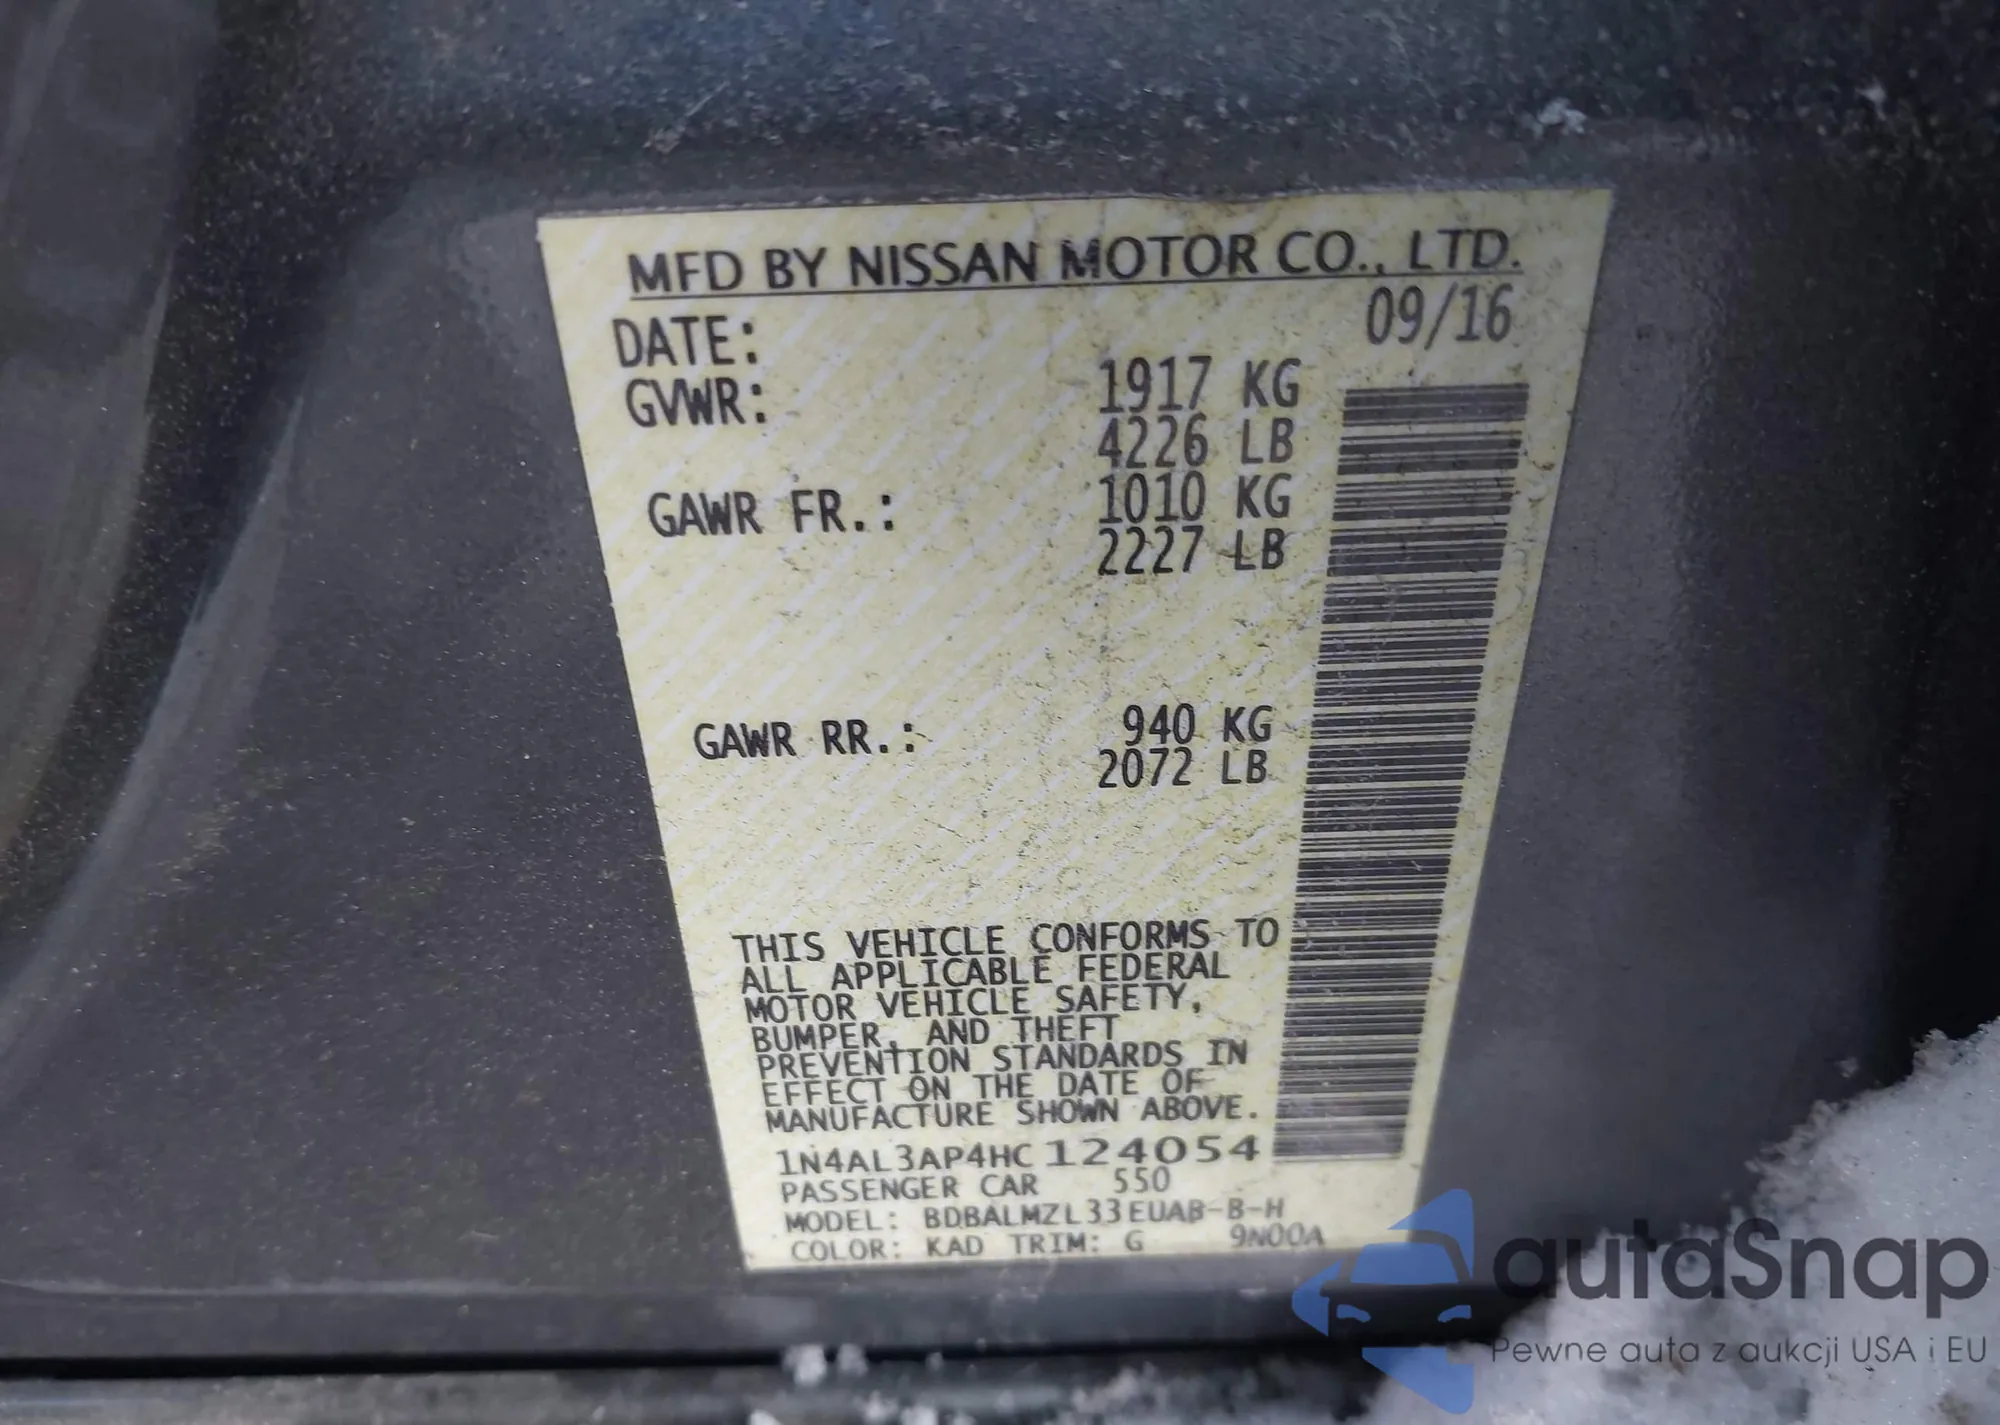 MFD BY NISSAN MOTOR CO., LTD.
DATE: 09/16
GVWR: 1917 KG
4226 LB
GAWR FR.: 1010 KG
2227 LB
GAWR RR.: 940 KG
2072 LB
THIS VEHICLE CONFORMS TO
ALL APPLICABLE FEDERAL
MOTOR VEHICLE SAFETY,
BUMPER, AND THEFT
PREVENTION STANDARDS IN
EFFECT ON THE DATE OF
MANUFACTURE SHOWN ABOVE.
1N4AL3AP4HC124054
PASSENGER CAR 550
MODEL: BDBALMZL33EUAB-B-H
COLOR: KAD TRIM: G 9N00A
autaSnap
Pewne auta z aukcji USA i EU